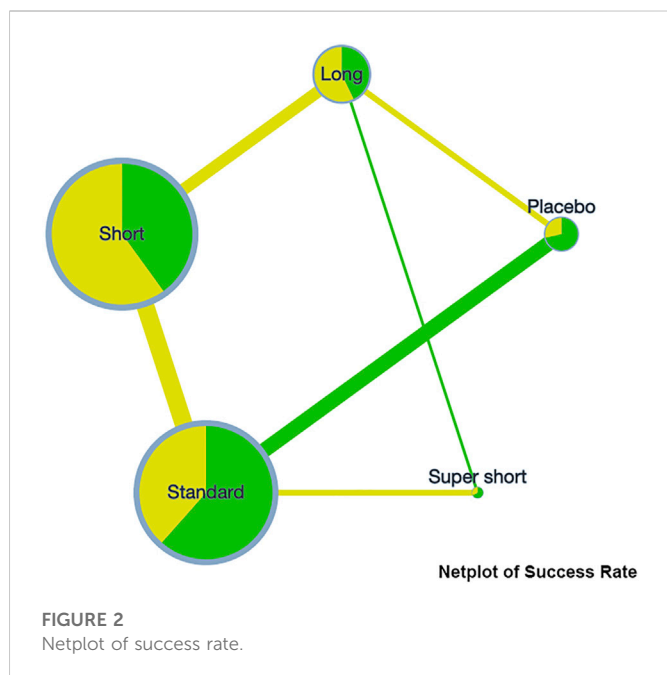 Long
Placebo
Short
Super short
Standard
Netplot of Success Rate
FIGURE 2
Netplot of success rate.